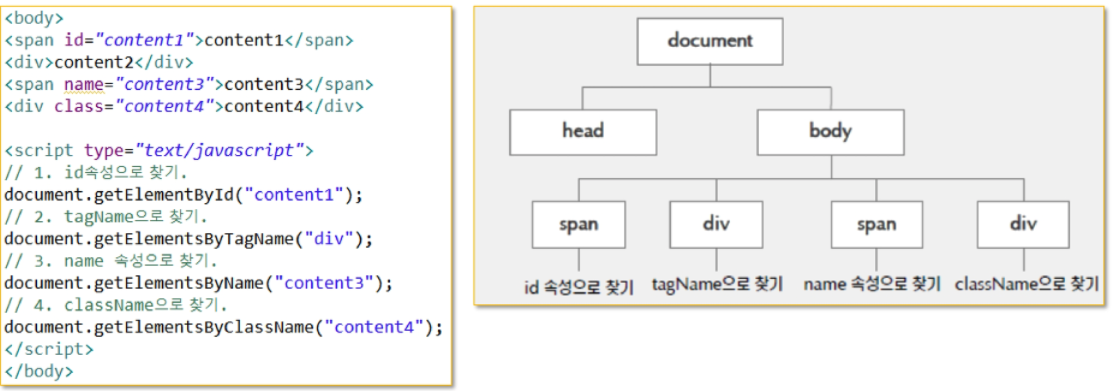 <body>
<span id="content1">content1</span>
<div>content2</div>
<span name="content3">content3</span>
<div class="content4">content4</div>
<script type="text/javascript">
// 1. id속성으로 찾기.
document.getElementById("content1");
// 2. tagName으로 찾기.
document.getElementsByTagName("div");
// 3. name 속성으로 찾기.
document.getElementsByName("content3");
// 4. className으로 찾기.
document.getElementsByClassName("content4");
</script>
</body>
document
head body
span div span div
id 속성으로 찾기 tagName으로 찾기 name 속성으로 찾기 className으로 찾기